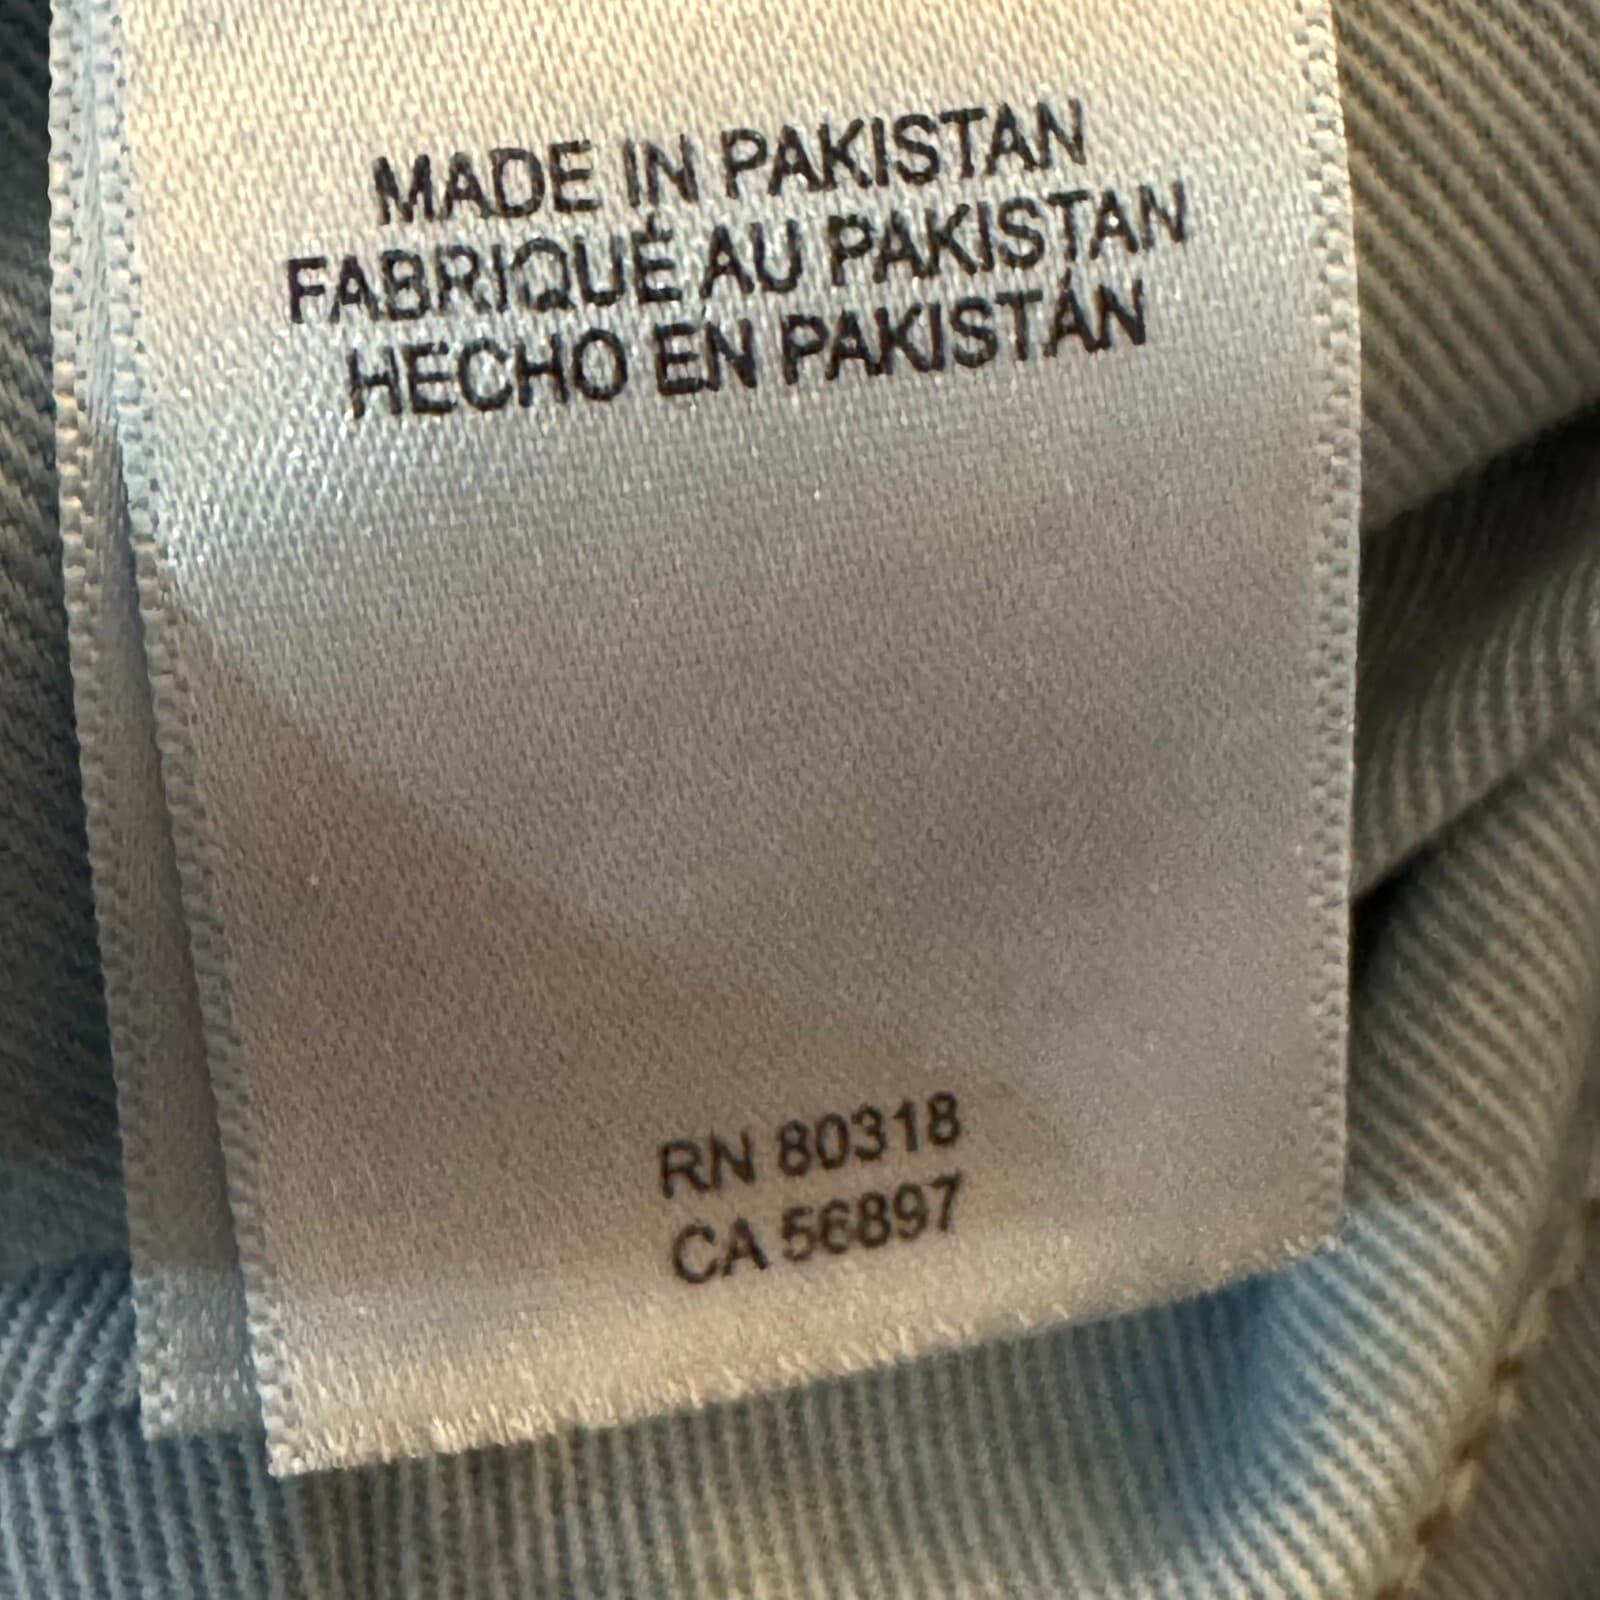 MADE IN PAKISTAN
FABRIQUÉ AU PAKISTAN
HECHO EN PAKISTÁN
RN 80318
CA 56897